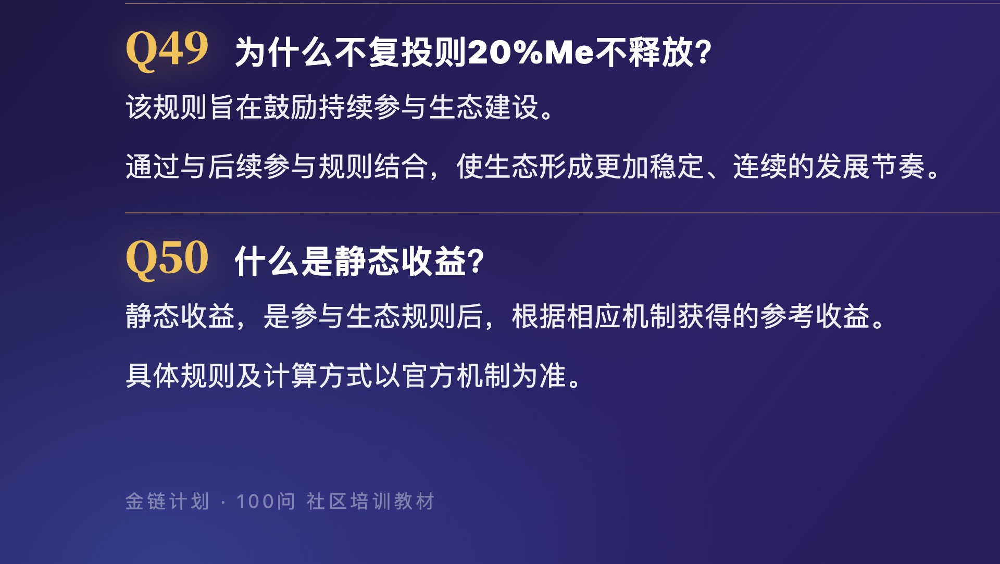 Q49 为什么不复投则20%Me不释放?
该规则旨在鼓励持续参与生态建设。
通过与后续参与规则结合，使生态形成更加稳定、连续的发展节奏。
Q50 什么是静态收益?
静态收益，是参与生态规则后，根据相应机制获得的参考收益。
具体规则及计算方式以官方机制为准。
金链计划 · 100问 社区培训教材